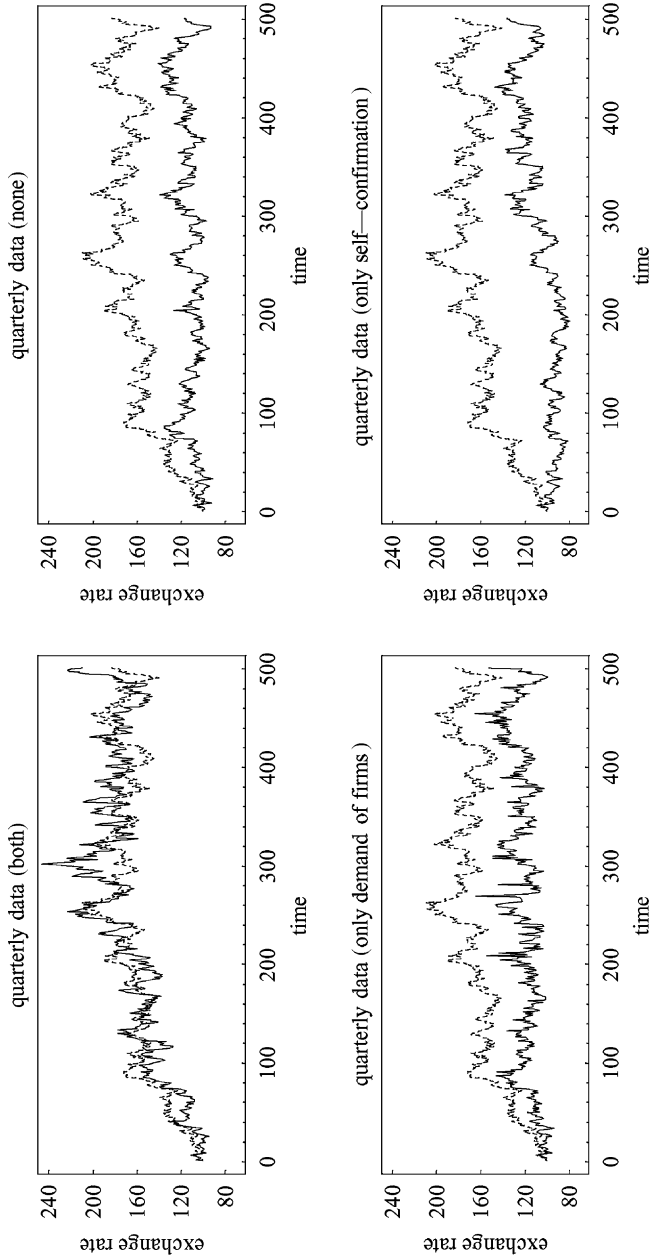 quarterly data (both)
240
200
160
120
80
exchange rate
0 100 200 300 400 500
time
quarterly data (none)
240
200
160
120
80
exchange rate
0 100 200 300 400 500
time
quarterly data (only demand of firms)
240
200
160
120
80
exchange rate
0 100 200 300 400 500
time
quarterly data (only self—confirmation)
240
200
160
120
80
exchange rate
0 100 200 300 400 500
time